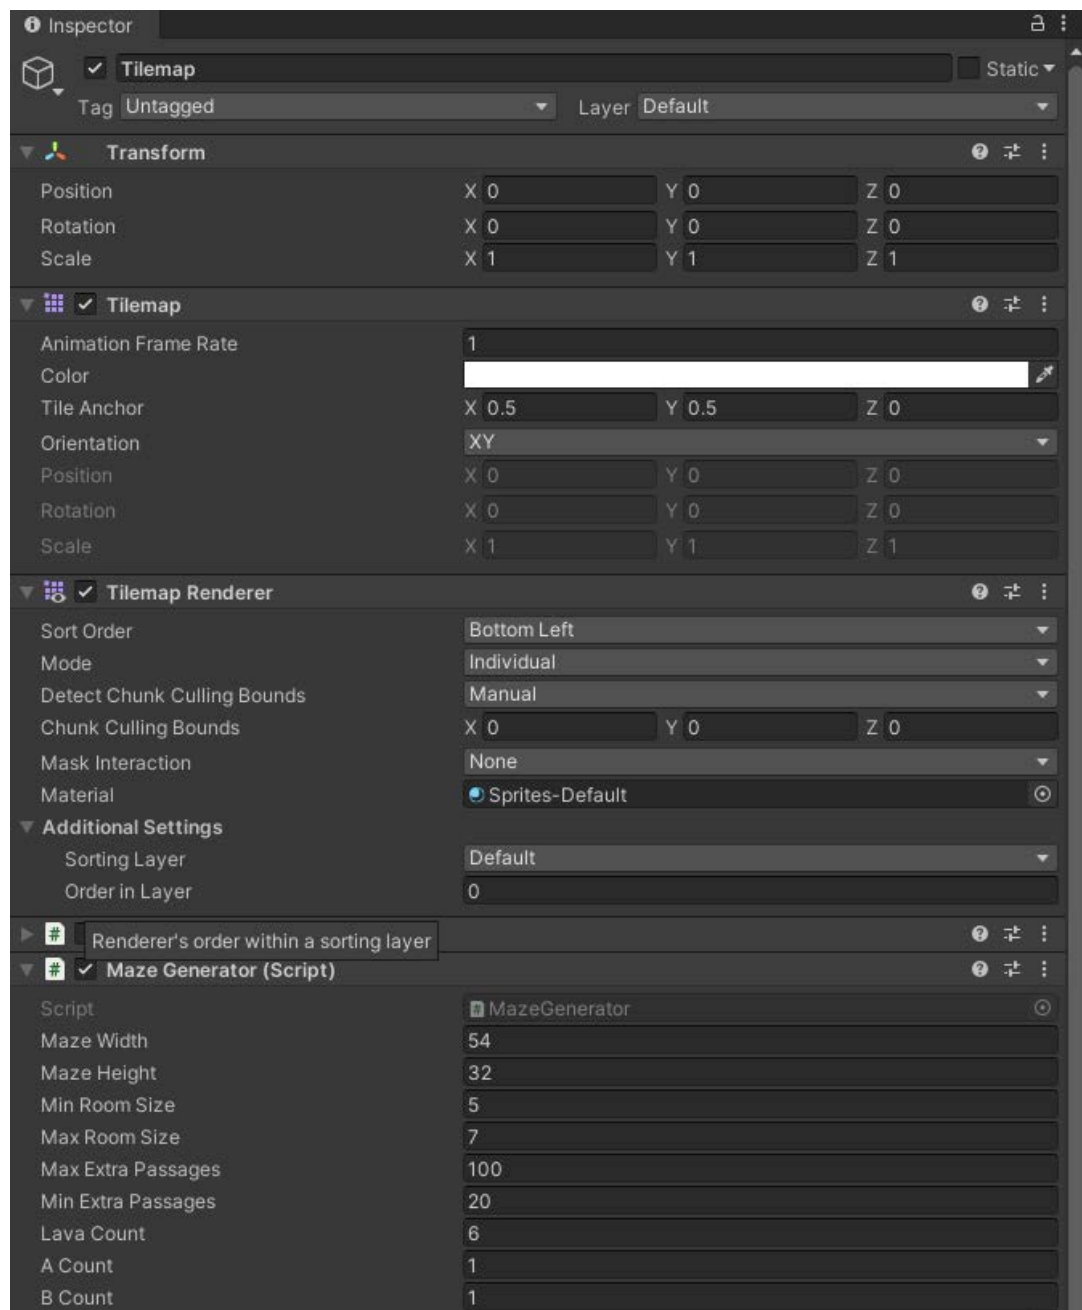 Inspector
Tilemap Static
Tag Untagged Layer Default
Transform
Position X 0 Y 0 Z 0
Rotation X 0 Y 0 Z 0
Scale X 1 Y 1 Z 1
Tilemap
Animation Frame Rate 1
Color
Tile Anchor X 0.5 Y 0.5 Z 0
Orientation XY
Position X 0 Y 0 Z 0
Rotation X 0 Y 0 Z 0
Scale X 1 Y 1 Z 1
Tilemap Renderer
Sort Order Bottom Left
Mode Individual
Detect Chunk Culling Bounds Manual
Chunk Culling Bounds X 0 Y 0 Z 0
Mask Interaction None
Material Sprites-Default
Additional Settings
Sorting Layer Default
Order in Layer 0
Renderer's order within a sorting layer
# Maze Generator (Script)
Script MazeGenerator
Maze Width 54
Maze Height 32
Min Room Size 5
Max Room Size 7
Max Extra Passages 100
Min Extra Passages 20
Lava Count 6
A Count 1
B Count 1